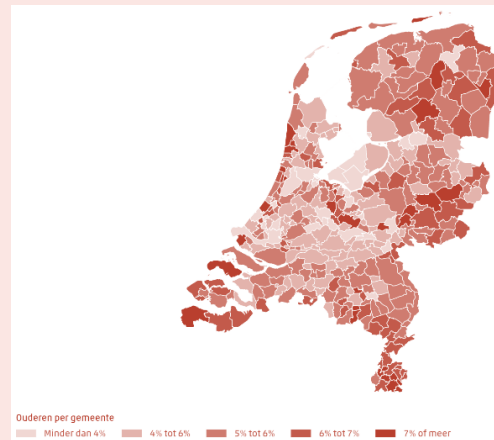 Ouderen per gemeente
Minder dan 4% 4% tot 6% 5% tot 6% 6% tot 7% 7% of meer